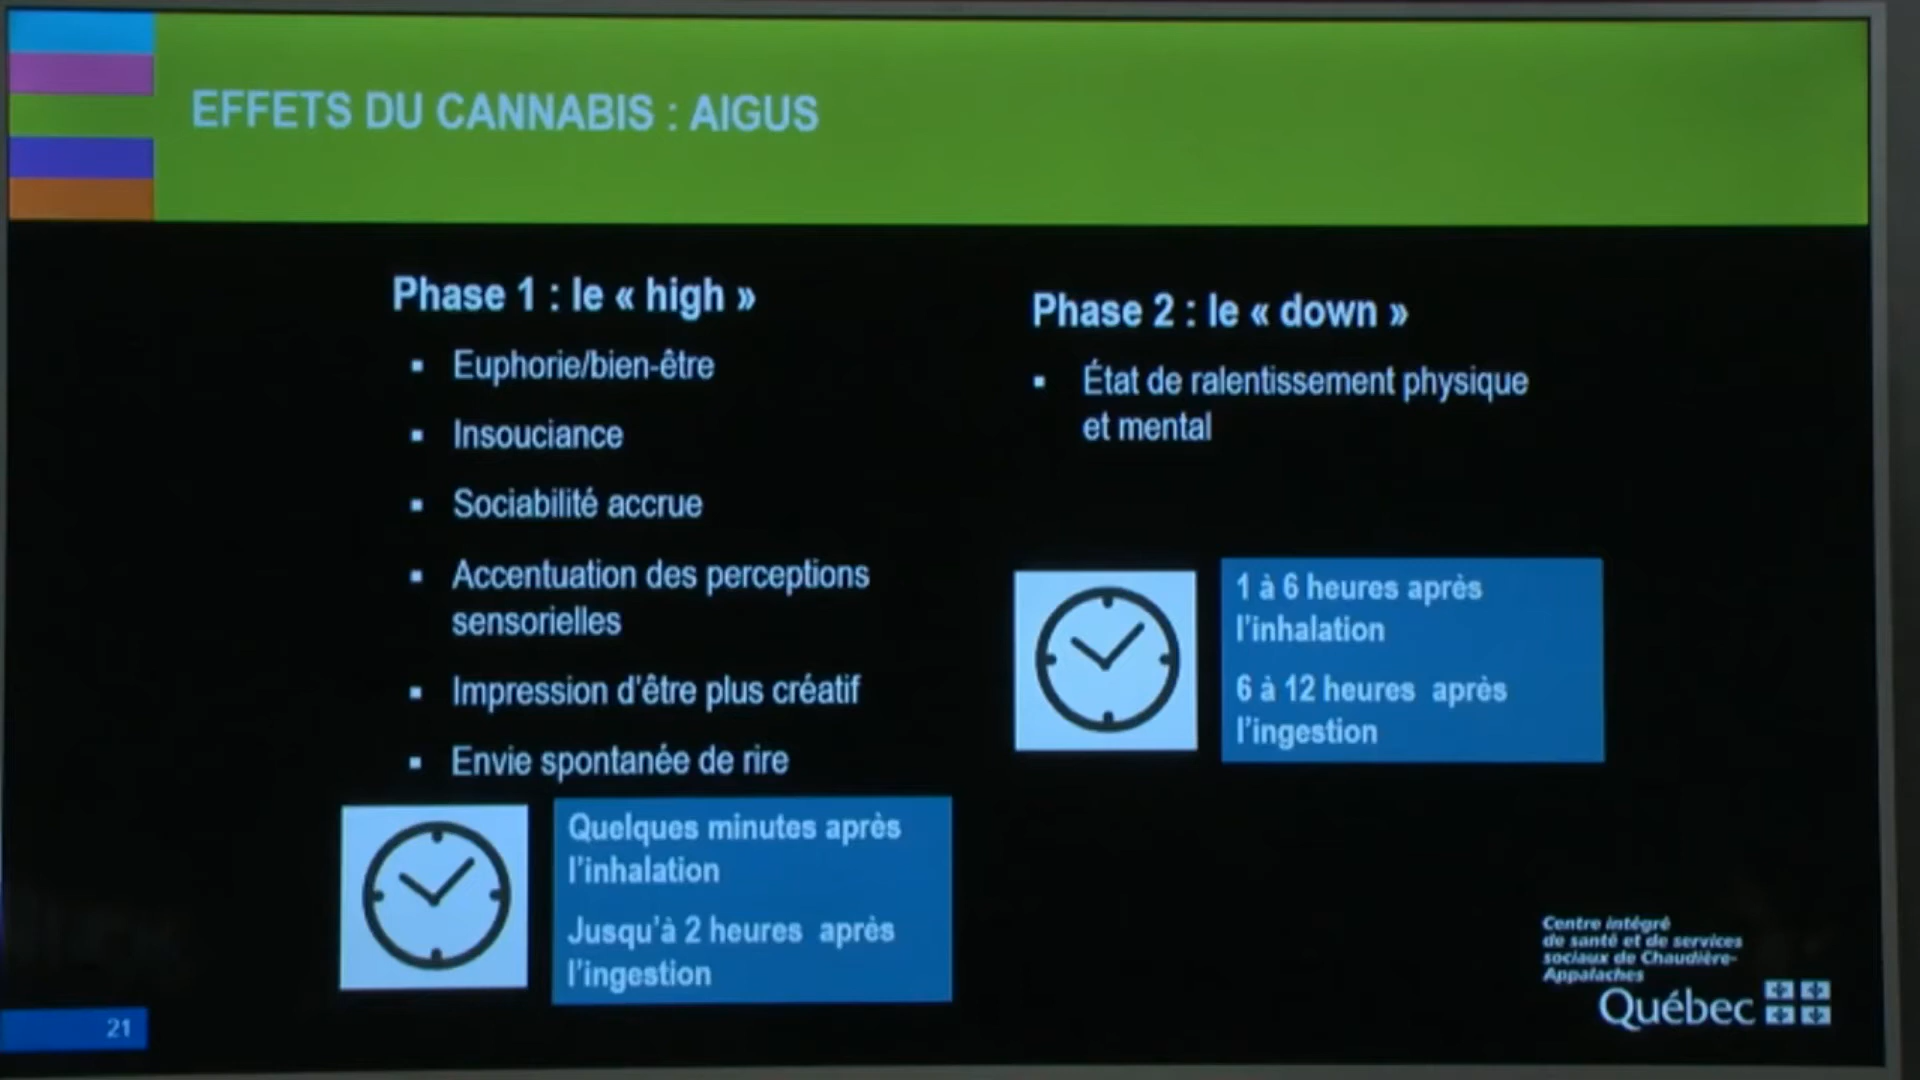 EFFETS DU CANNABIS : AIGUS
Phase 1 : le « high »
▪ Euphorie/bien-être
▪ Insouciance
▪ Sociabilité accrue
▪ Accentuation des perceptions
sensorielles
▪ Impression d'être plus créatif
▪ Envie spontanée de rire
Quelques minutes après
l'inhalation
Jusqu'à 2 heures après
l'ingestion
Phase 2 : le « down »
▪ État de ralentissement physique
et mental
1 à 6 heures après
l'inhalation
6 à 12 heures après
l'ingestion
Centre intégré
de santé et de services
sociaux de Chaudière-
Appalaches
Québec
21